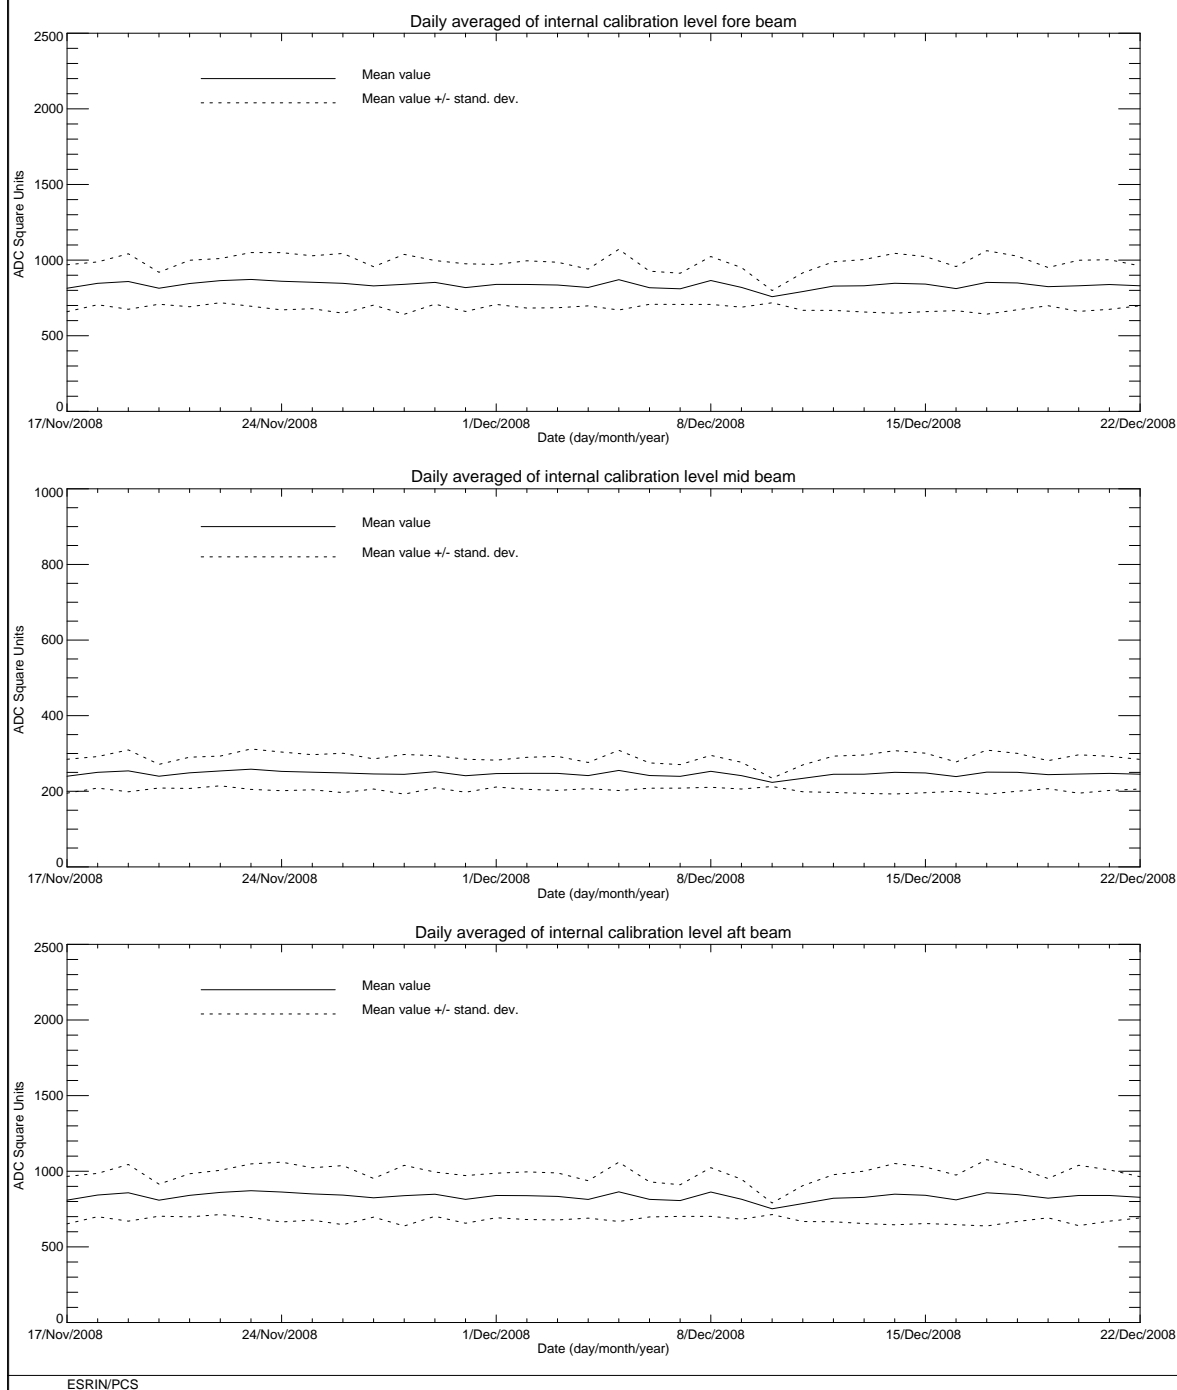 Daily averaged of internal calibration level fore beam
2500
2000
1500
1000
500
0
ADC Square Units
Mean value
Mean value +/- stand. dev.
17/Nov/2008 24/Nov/2008 1/Dec/2008 8/Dec/2008 15/Dec/2008 22/Dec/2008
Date (day/month/year)
Daily averaged of internal calibration level mid beam
1000
800
600
400
200
0
ADC Square Units
Mean value
Mean value +/- stand. dev.
17/Nov/2008 24/Nov/2008 1/Dec/2008 8/Dec/2008 15/Dec/2008 22/Dec/2008
Date (day/month/year)
Daily averaged of internal calibration level aft beam
2500
2000
1500
1000
500
0
ADC Square Units
Mean value
Mean value +/- stand. dev.
17/Nov/2008 24/Nov/2008 1/Dec/2008 8/Dec/2008 15/Dec/2008 22/Dec/2008
Date (day/month/year)
ESRIN/PCS